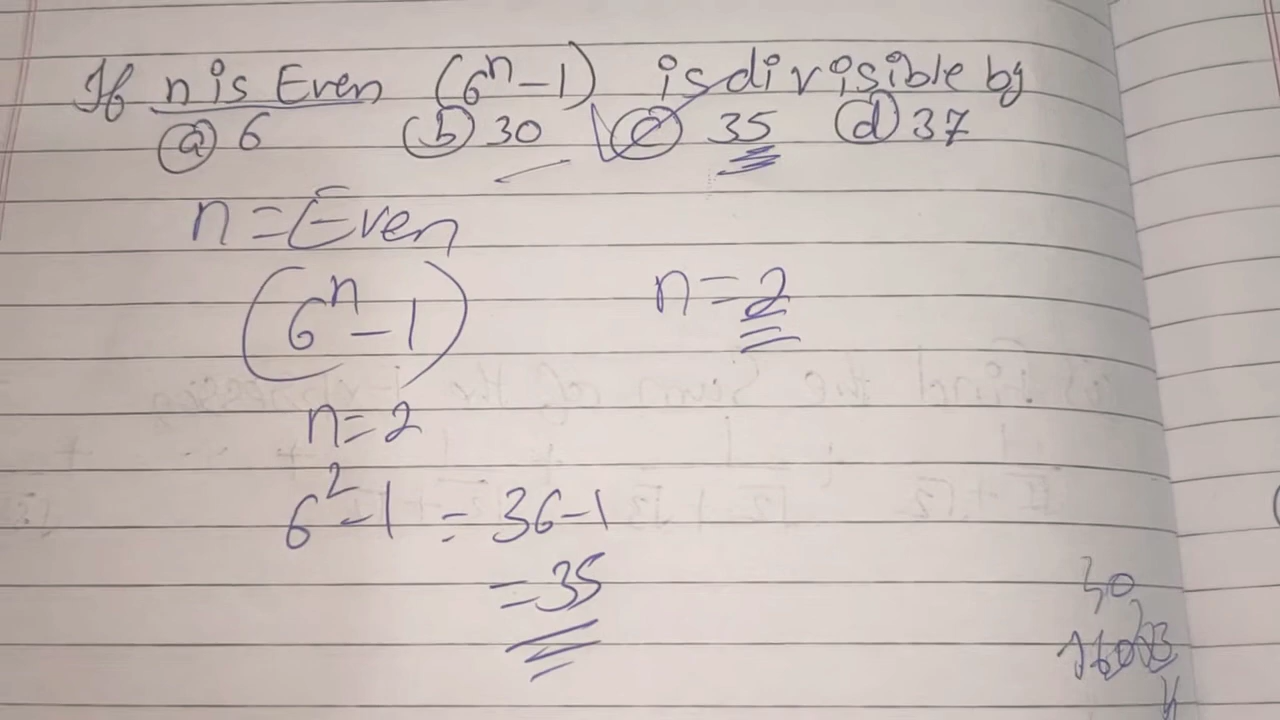 If n is Even (6ⁿ-1) is divisible by
(a) 6 (b) 30 (c) 35 (d) 37
n = Even
(6ⁿ-1) n = 2
n = 2
6²-1 = 36-1
= 35
30